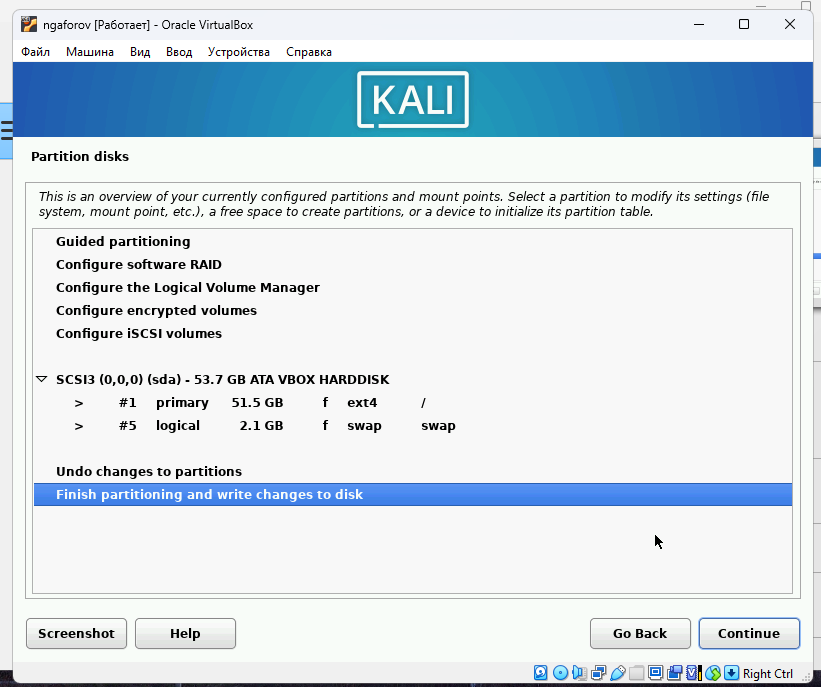 ngaforov [Работает] - Oracle VirtualBox
Файл Машина Вид Ввод Устройства Справка
KALI
Partition disks
This is an overview of your currently configured partitions and mount points. Select a partition to modify its settings (file
system, mount point, etc.), a free space to create partitions, or a device to initialize its partition table.
Guided partitioning
Configure software RAID
Configure the Logical Volume Manager
Configure encrypted volumes
Configure iSCSI volumes
SCSI3 (0,0,0) (sda) - 53.7 GB ATA VBOX HARDDISK
> #1 primary 51.5 GB f ext4 /
> #5 logical 2.1 GB f swap swap
Undo changes to partitions
Finish partitioning and write changes to disk
Screenshot Help Go Back Continue
Right Ctrl